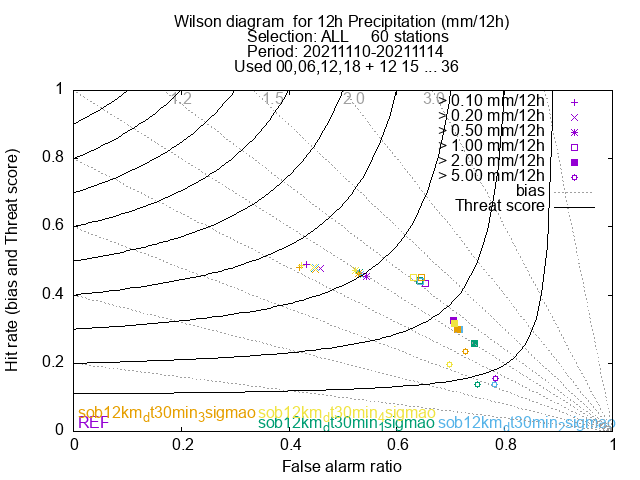 Wilson diagram for 12h Precipitation (mm/12h)
Selection: ALL 60 stations
Period: 20211110-20211114
Used 00,06,12,18 + 12 15 ... 36
1.2 1.5 2.0 3.0
> 0.10 mm/12h
> 0.20 mm/12h
> 0.50 mm/12h
> 1.00 mm/12h
> 2.00 mm/12h
> 5.00 mm/12h
bias
Threat score
Hit rate (bias and Threat score)
1
0.8
0.6
0.4
0.2
0
sob12km_dt30min_3sigmao sob12km_dt30min_4sigmao
REF sob12km_dt30min_1sigmao sob12km_dt30min_2sigmao
0 0.2 0.4 0.6 0.8 1
False alarm ratio